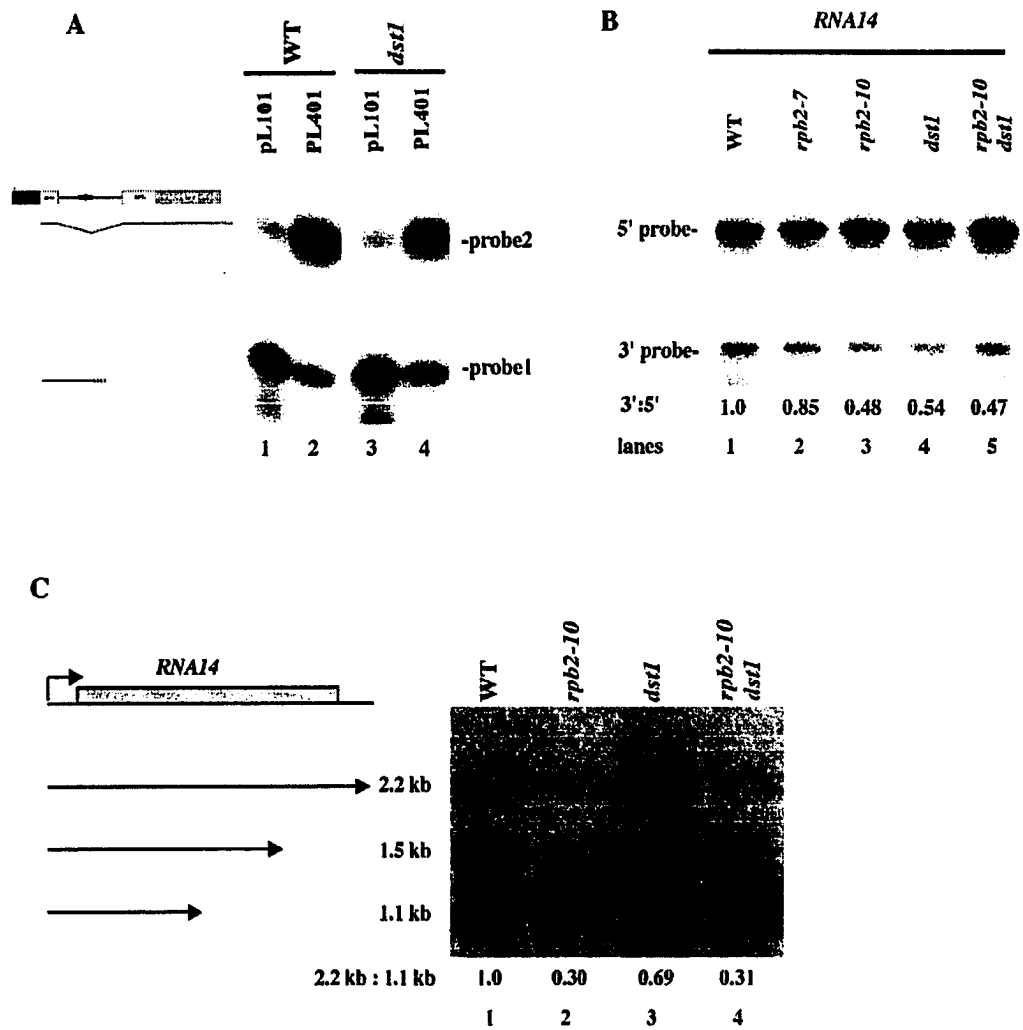 A
WT
dst1
pL101
PL401
pL101
PL401
-probe2
-probe1
1 2 3 4
B
RNA14
WT
rpb2-7
rpb2-10
dst1
rpb2-10
dst1
5' probe-
3' probe-
3':5' 1.0 0.85 0.48 0.54 0.47
lanes 1 2 3 4 5
C
RNA14
WT
rpb2-10
dst1
rpb2-10
dst1
2.2 kb
1.5 kb
1.1 kb
2.2 kb : 1.1 kb 1.0 0.30 0.69 0.31
1 2 3 4